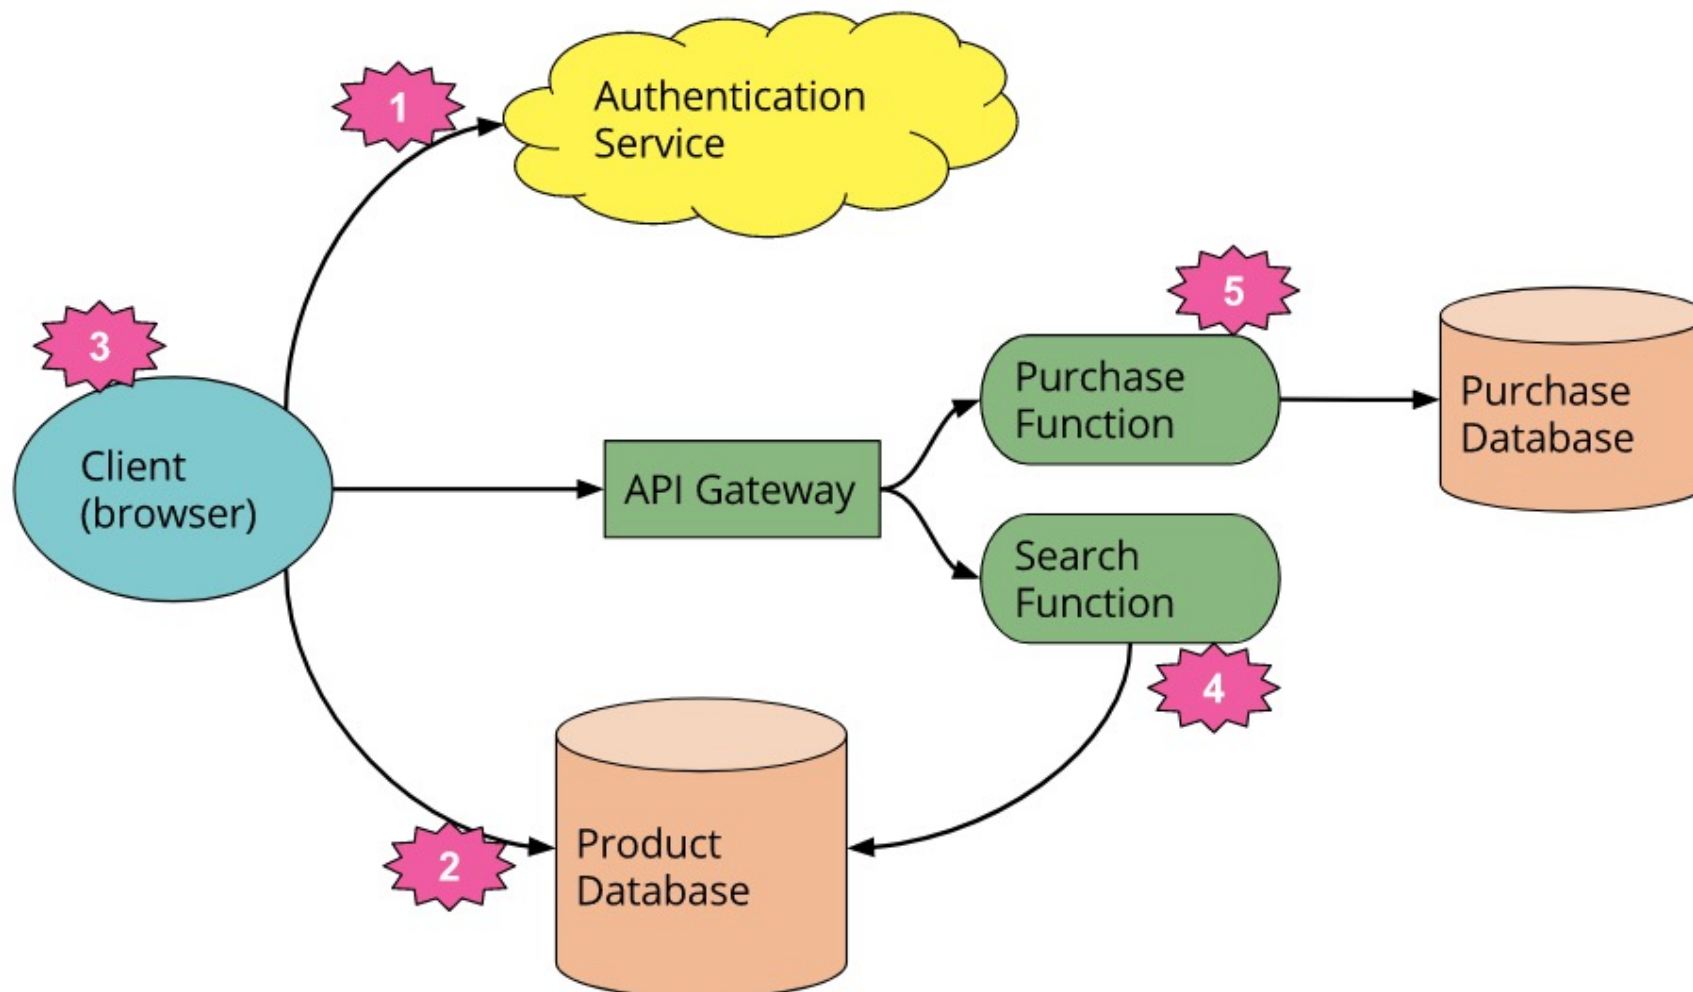 1
Authentication
Service
3
Client
(browser)
API Gateway
5
Purchase
Function
Purchase
Database
Search
Function
4
2
Product
Database